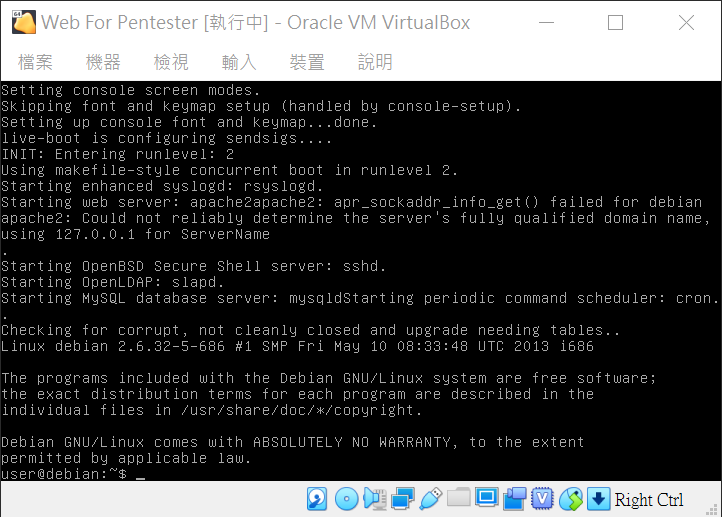 Web For Pentester [執行中] - Oracle VM VirtualBox
檔案 機器 檢視 輸入 裝置 說明
Setting console screen modes.
Skipping font and keymap setup (handled by console-setup).
Setting up console font and keymap...done.
live-boot is configuring sendsigs....
INIT: Entering runlevel: 2
Using makefile-style concurrent boot in runlevel 2.
Starting enhanced syslogd: rsyslogd.
Starting web server: apache2apache2: apr_sockaddr_info_get() failed for debian
apache2: Could not reliably determine the server's fully qualified domain name,
using 127.0.0.1 for ServerName
.
Starting OpenBSD Secure Shell server: sshd.
Starting OpenLDAP: slapd.
Starting MySQL database server: mysqldStarting periodic command scheduler: cron.
.
Checking for corrupt, not cleanly closed and upgrade needing tables..
Linux debian 2.6.32-5-686 #1 SMP Fri May 10 08:33:48 UTC 2013 i686
The programs included with the Debian GNU/Linux system are free software;
the exact distribution terms for each program are described in the
individual files in /usr/share/doc/*/copyright.
Debian GNU/Linux comes with ABSOLUTELY NO WARRANTY, to the extent
permitted by applicable law.
user@debian:~$ _
Right Ctrl